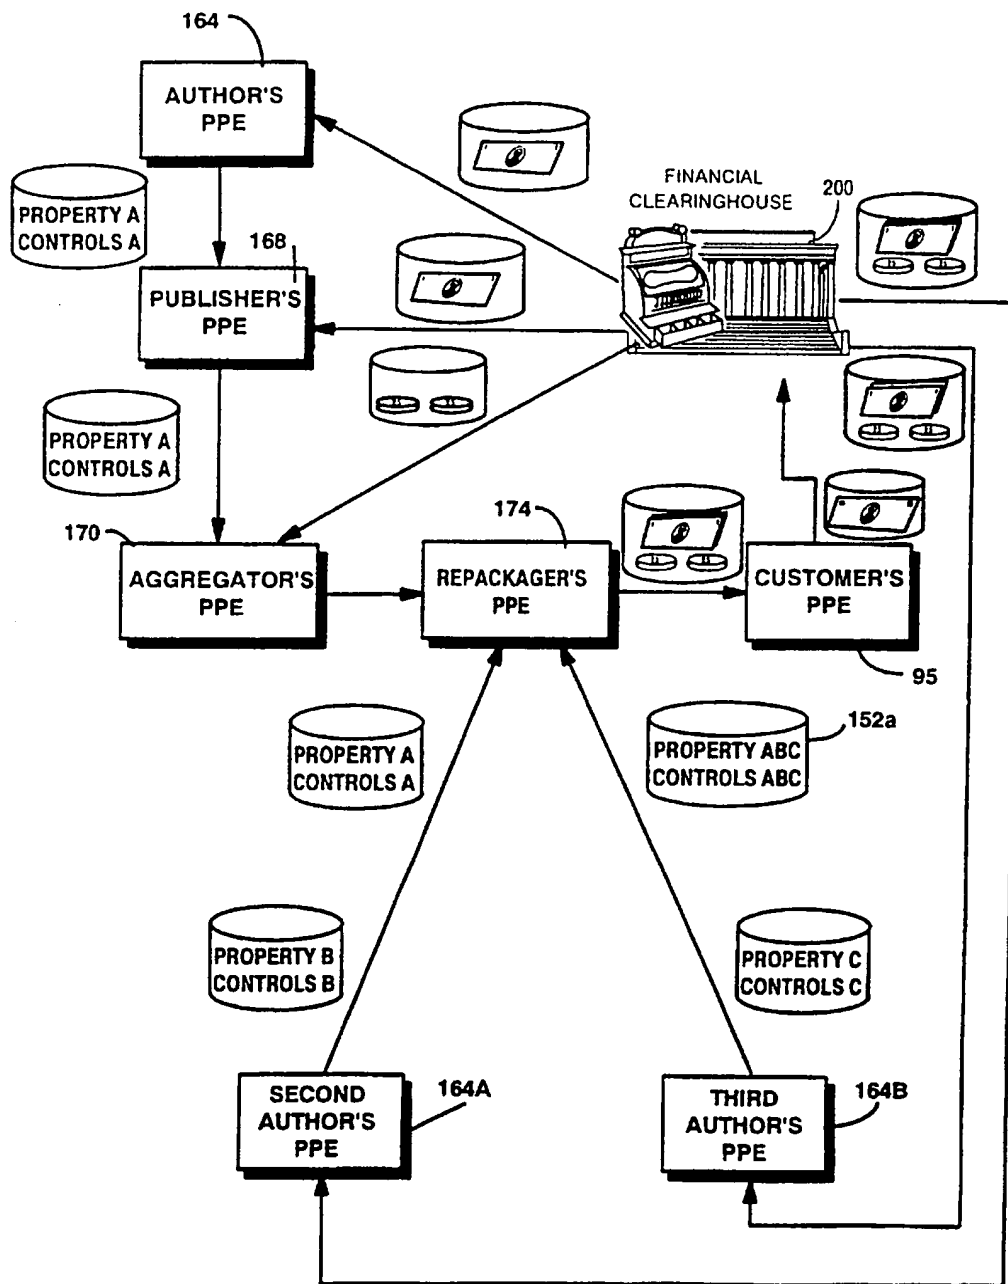 164
AUTHOR'S
PPE
PROPERTY A
CONTROLS A
FINANCIAL
CLEARINGHOUSE
200
168
PUBLISHER'S
PPE
PROPERTY A
CONTROLS A
170
AGGREGATOR'S
PPE
174
REPACKAGER'S
PPE
CUSTOMER'S
PPE
95
PROPERTY A
CONTROLS A
PROPERTY ABC
CONTROLS ABC
152a
PROPERTY B
CONTROLS B
PROPERTY C
CONTROLS C
SECOND
AUTHOR'S
PPE
164A
THIRD
AUTHOR'S
PPE
164B